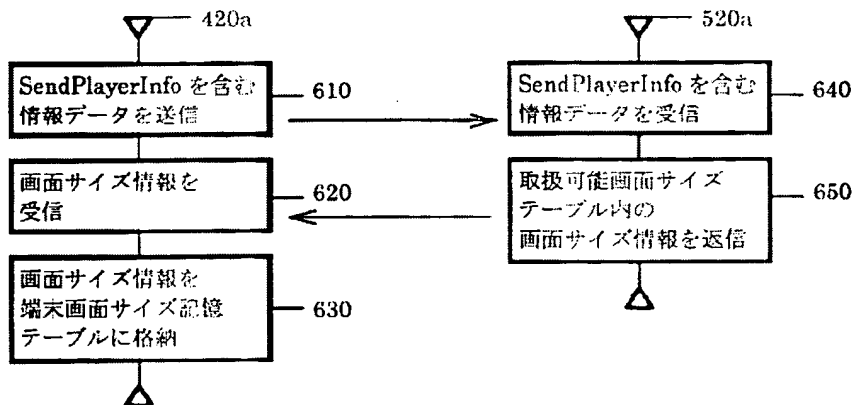 420a
SendPlayerInfo を含む
情報データを送信
610
画面サイズ情報を
受信
620
画面サイズ情報を
端末画面サイズ記憶
テーブルに格納
630
520a
SendPlayerInfo を含む
情報データを受信
640
取扱可能画面サイズ
テーブル内の
画面サイズ情報を返信
650